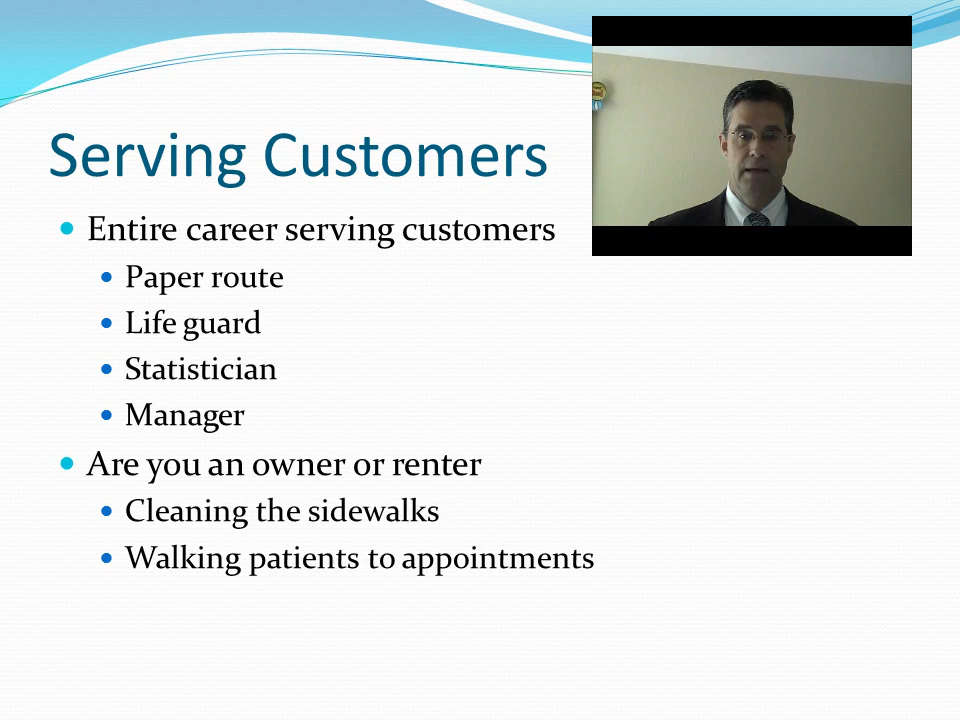 Serving Customers
Entire career serving customers
Paper route
Life guard
Statistician
Manager
Are you an owner or renter
Cleaning the sidewalks
Walking patients to appointments